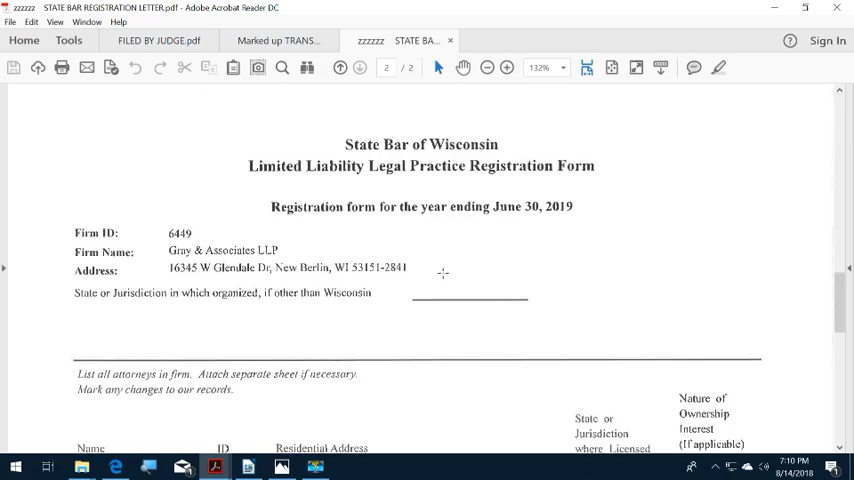 zzzzzz STATE BAR REGISTRATION LETTER.pdf - Adobe Acrobat Reader DC
File Edit View Window Help
Home Tools FILED BY JUDGE.pdf Marked up TRANS... zzzzzz STATE BA... × Sign In
2 / 2 132%
State Bar of Wisconsin
Limited Liability Legal Practice Registration Form
Registration form for the year ending June 30, 2019
Firm ID: 6449
Firm Name: Gray & Associates LLP
Address: 16345 W Glendale Dr, New Berlin, WI 53151-2841
State or Jurisdiction in which organized, if other than Wisconsin
List all attorneys in firm. Attach separate sheet if necessary.
Mark any changes to our records.
Name ID Residential Address
State or
Jurisdiction
where Licensed
Nature of
Ownership
Interest
(If applicable)
7:10 PM
8/14/2018